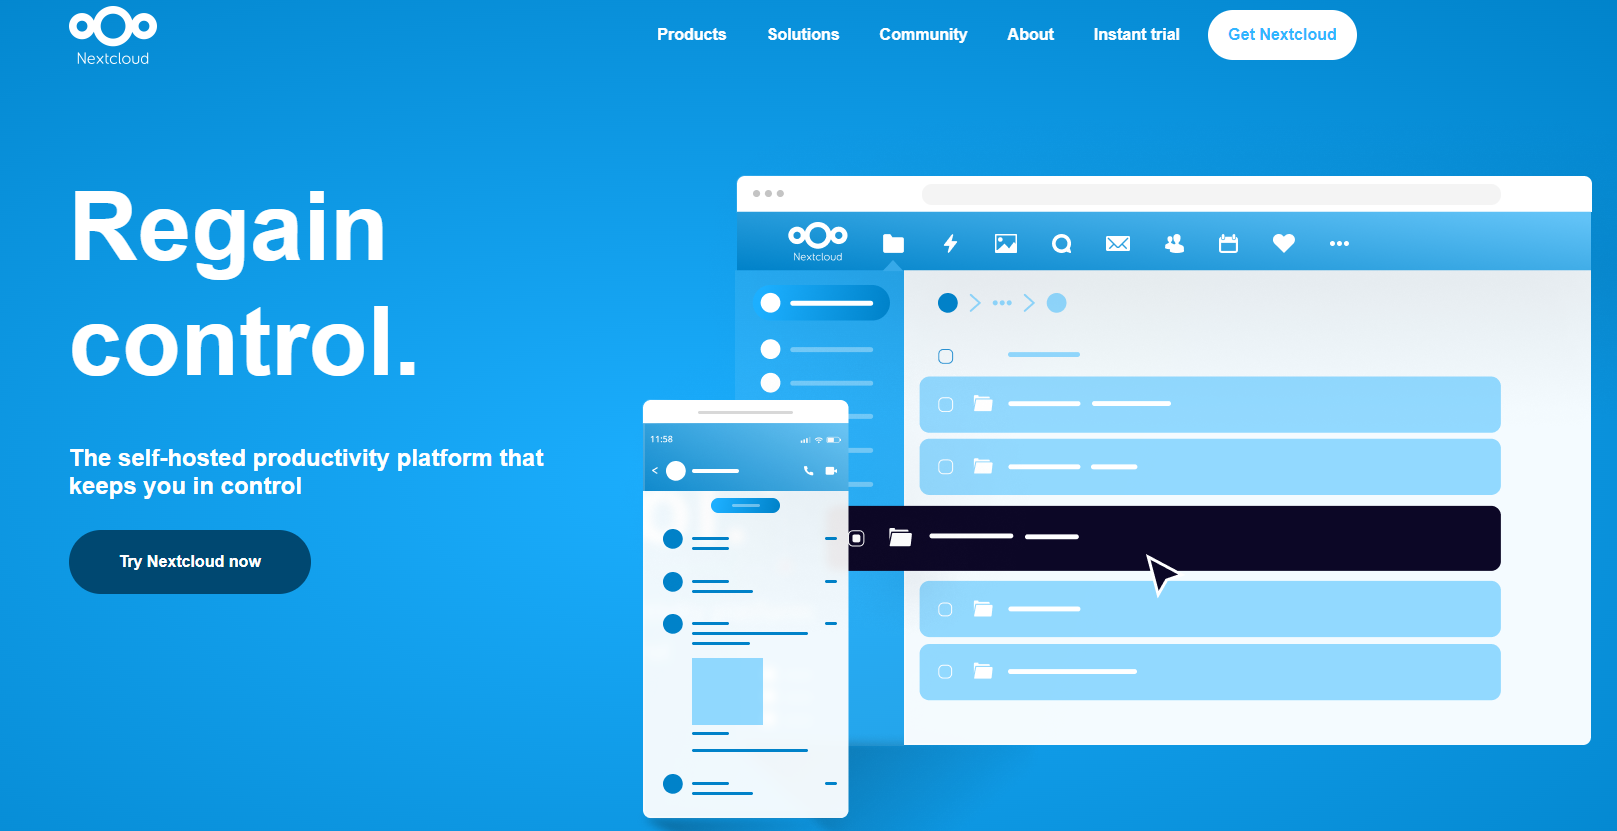 Nextcloud
Products
Solutions
Community
About
Instant trial
Get Nextcloud
Regain
control.
The self-hosted productivity platform that
keeps you in control
Try Nextcloud now
Nextcloud
11:58